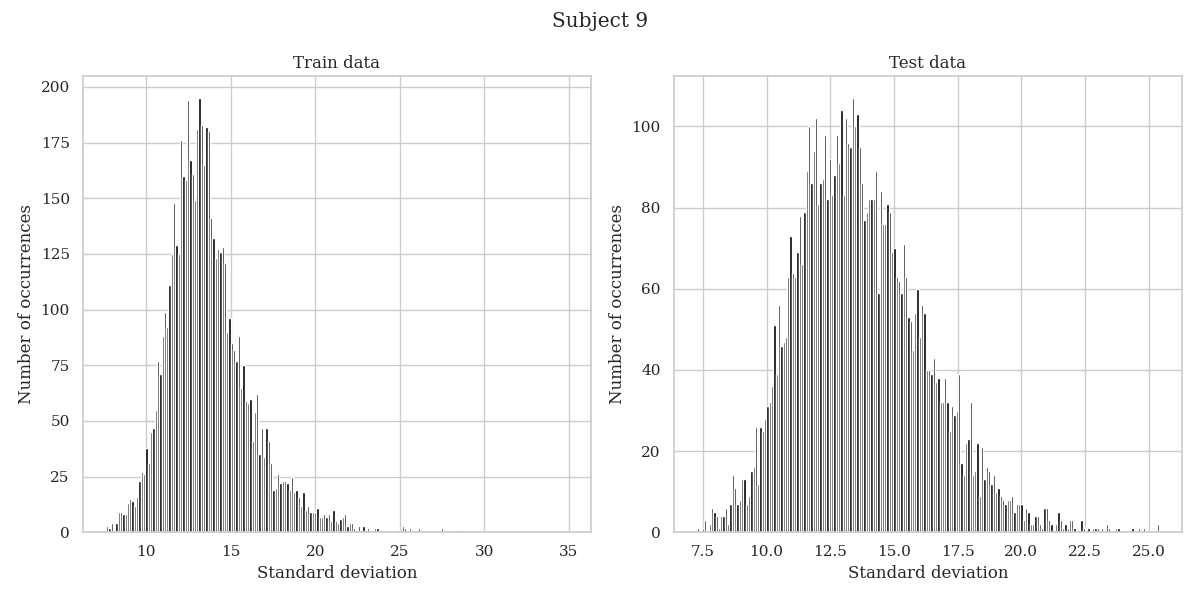 Subject 9
Train data
200
175
150
125
100
75
50
25
0
10 15 20 25 30 35
Number of occurrences
Standard deviation
Test data
100
80
60
40
20
0
7.5 10.0 12.5 15.0 17.5 20.0 22.5 25.0
Number of occurrences
Standard deviation